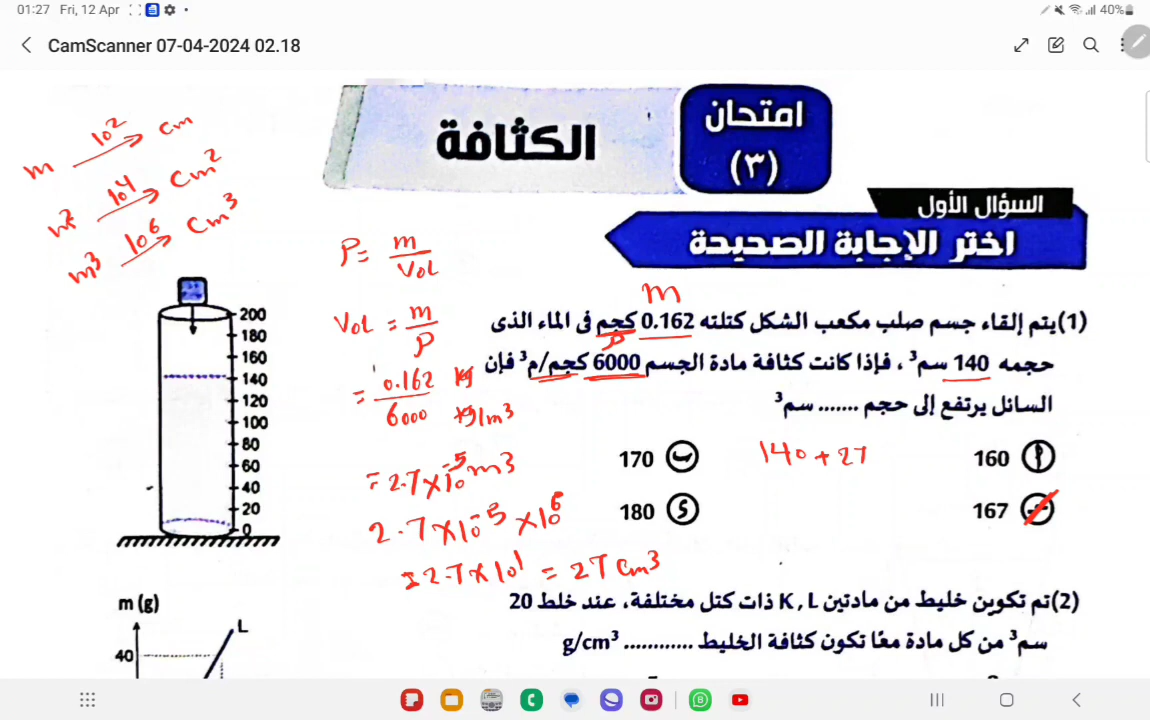 01:27 Fri, 12 Apr
40%
CamScanner 07-04-2024 02.18
امتحان
(٣)
الكثافة
السؤال الأول
اختر الإجابة الصحيحة
m 10² cm
m² 10⁴ cm²
m³ 10⁶ cm³
ρ = m/Vol
Vol = m/ρ
= 0.162 kg / 6000 kg/m³
= 2.7 × 10⁻⁵ m³
2.7 × 10⁻⁵ × 10⁶
= 2.7 × 10¹ = 27 cm³
m
(1) يتم إلقاء جسم صلب مكعب الشكل كتلته 0.162 كجم فى الماء الذى
ρ
حجمه 140 سم³ ، فإذا كانت كثافة مادة الجسم 6000 كجم/م³ فإن
السائل يرتفع إلى حجم ....... سم³
أ 160
140 + 27
ب 170
ج 167
د 180
200
180
160
140
120
100
80
60
40
20
0
(2) تم تكوين خليط من مادتين K , L ذات كتل مختلفة، عند خلط 20
سم³ من كل مادة معًا تكون كثافة الخليط ............ g/cm³
m (g)
L
40